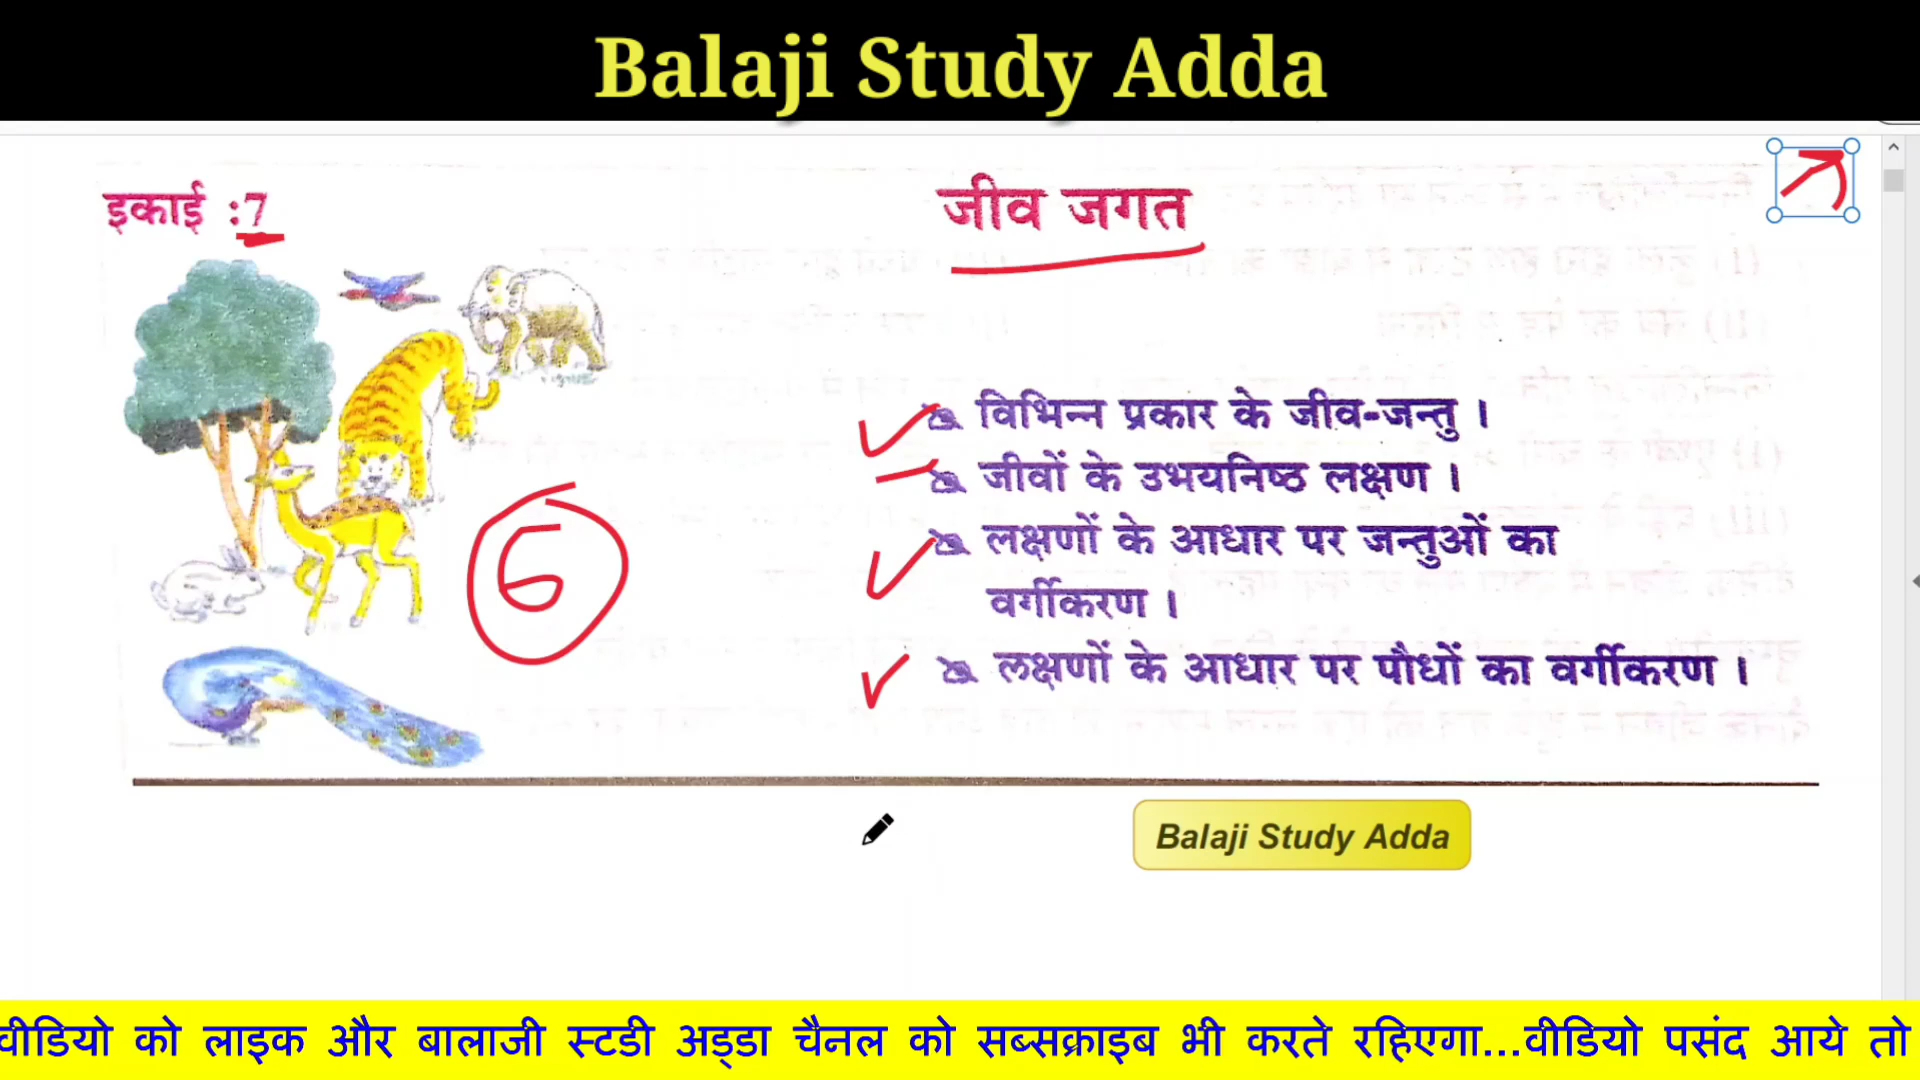 Balaji Study Adda
इकाई :7
जीव जगत
विभिन्न प्रकार के जीव-जन्तु ।
जीवों के उभयनिष्ठ लक्षण ।
लक्षणों के आधार पर जन्तुओं का
वर्गीकरण ।
लक्षणों के आधार पर पौधों का वर्गीकरण ।
6
Balaji Study Adda
वीडियो को लाइक और बालाजी स्टडी अड्डा चैनल को सब्सक्राइब भी करते रहिएगा...वीडियो पसंद आये तो